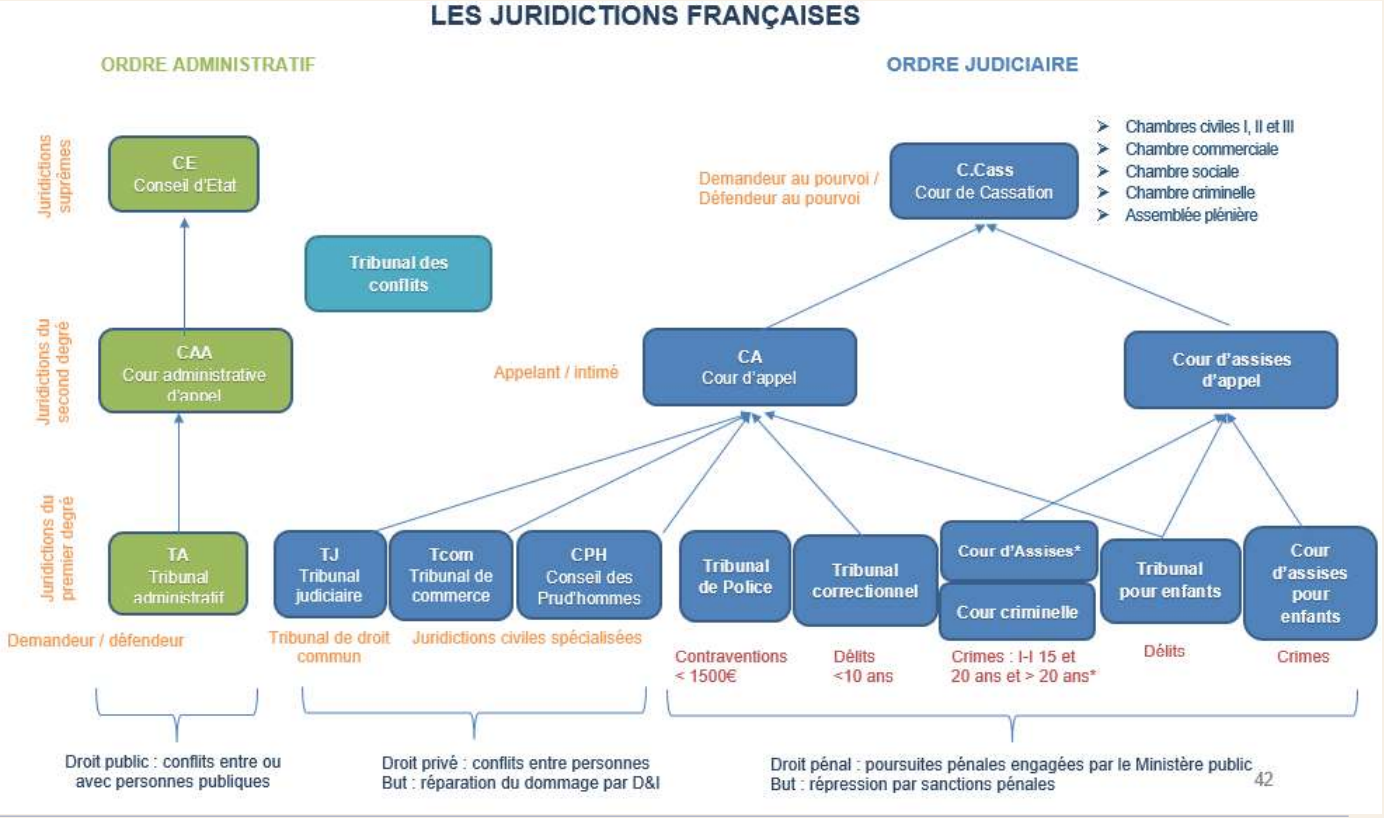 LES JURIDICTIONS FRANÇAISES
ORDRE ADMINISTRATIF
ORDRE JUDICIAIRE
Juridictions
suprêmes
CE
Conseil d'Etat
Demandeur au pourvoi /
Défendeur au pourvoi
C.Cass
Cour de Cassation
➢ Chambres civiles I, II et III
➢ Chambre commerciale
➢ Chambre sociale
➢ Chambre criminelle
➢ Assemblée plénière
Tribunal des
conflits
Juridictions du
second degré
CAA
Cour administrative
d'appel
Appelant / intimé
CA
Cour d'appel
Cour d'assises
d'appel
Juridictions du
premier degré
TA
Tribunal
administratif
TJ
Tribunal
judiciaire
Tcom
Tribunal de
commerce
CPH
Conseil des
Prud'hommes
Tribunal
de Police
Tribunal
correctionnel
Cour d'Assises*
Cour criminelle
Tribunal
pour enfants
Cour
d'assises
pour
enfants
Demandeur / défendeur
Tribunal de droit
commun
Juridictions civiles spécialisées
Contraventions
< 1500€
Délits
<10 ans
Crimes : I-I 15 et
20 ans et > 20 ans*
Délits
Crimes
Droit public : conflits entre ou
avec personnes publiques
Droit privé : conflits entre personnes
But : réparation du dommage par D&I
Droit pénal : poursuites pénales engagées par le Ministère public
But : répression par sanctions pénales
42